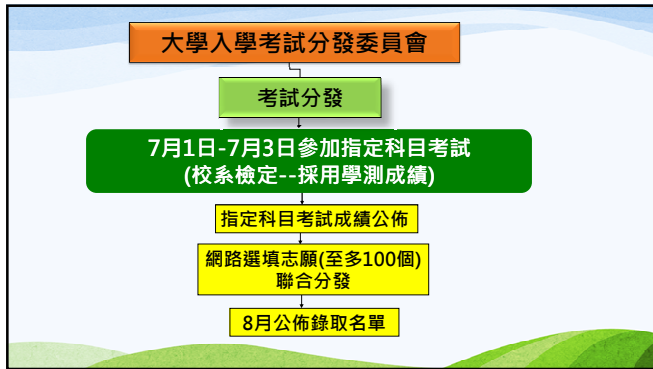 大學入學考試分發委員會
考試分發
7月1日-7月3日參加指定科目考試
(校系檢定--採用學測成績)
指定科目考試成績公佈
網路選填志願(至多100個)
聯合分發
8月公佈錄取名單